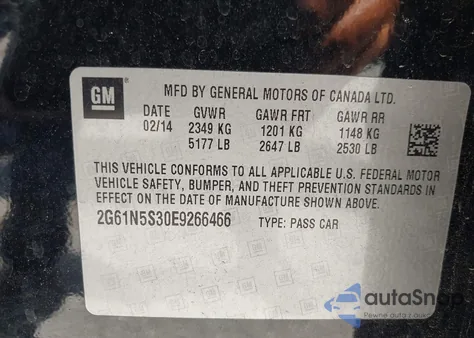 GM
MFD BY GENERAL MOTORS OF CANADA LTD.
DATE GVWR GAWR FRT GAWR RR
02/14 2349 KG 1201 KG 1148 KG
5177 LB 2647 LB 2530 LB
THIS VEHICLE CONFORMS TO ALL APPLICABLE U.S. FEDERAL MOTOR
VEHICLE SAFETY, BUMPER, AND THEFT PREVENTION STANDARDS IN
EFFECT ON THE DATE OF MANUFACTURE SHOWN ABOVE.
2G61N5S30E9266466 TYPE: PASS CAR
autaSnap
Pewne auta z